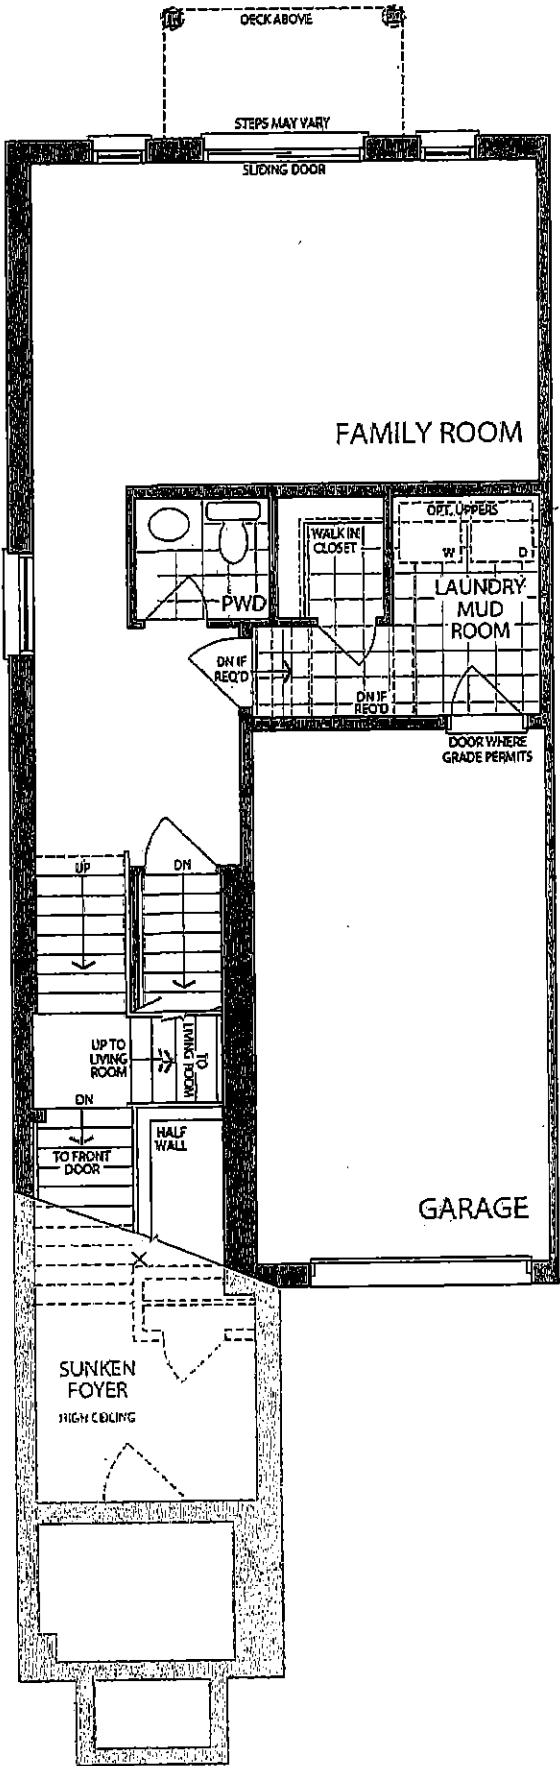 DECK ABOVE
STEPS MAY VARY
SLIDING DOOR
FAMILY ROOM
OPT. UPPERS
W
D
WALK IN
CLOSET
PWD
LAUNDRY
MUD
ROOM
DN IF
REQ'D
DN IF
REQ'D
DOOR WHERE
GRADE PERMITS
UP
DN
UP TO
LIVING
ROOM
TO
LIVING ROOM
DN
TO FRONT
DOOR
HALF
WALL
GARAGE
SUNKEN
FOYER
HIGH CEILING